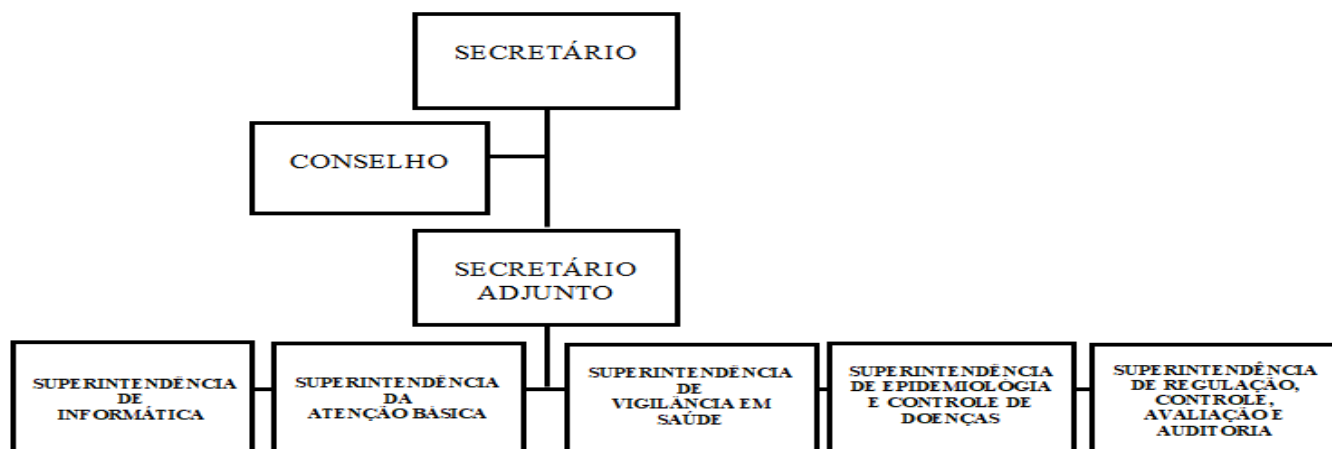 SECRETÁRIO
CONSELHO
SECRETÁRIO
ADJUNTO
SUPERINTENDÊNCIA
DE
INFORMÁTICA
SUPERINTENDÊNCIA
DA
ATENÇÃO BÁSICA
SUPERINTENDÊNCIA
DE
VIGILÂNCIA EM
SAÚDE
SUPERINTENDÊNCIA
DE EPIDEMIOLÓGIA
E CONTROLE DE
DOENÇAS
SUPERINTENDÊNCIA
DE REGULAÇÃO,
CONTROLE,
AVALIAÇÃO E
AUDITORIA